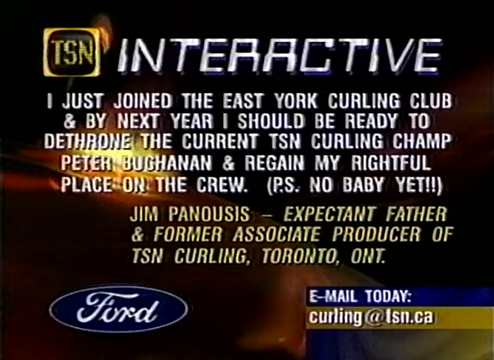 TSN INTERACTIVE
I JUST JOINED THE EAST YORK CURLING CLUB
& BY NEXT YEAR I SHOULD BE READY TO
DETHRONE THE CURRENT TSN CURLING CHAMP
PETER BUCHANAN & REGAIN MY RIGHTFUL
PLACE ON THE CREW. (P.S. NO BABY YET!!)
JIM PANOUSIS – EXPECTANT FATHER
& FORMER ASSOCIATE PRODUCER OF
TSN CURLING, TORONTO, ONT.
Ford
E-MAIL TODAY:
curling@tsn.ca